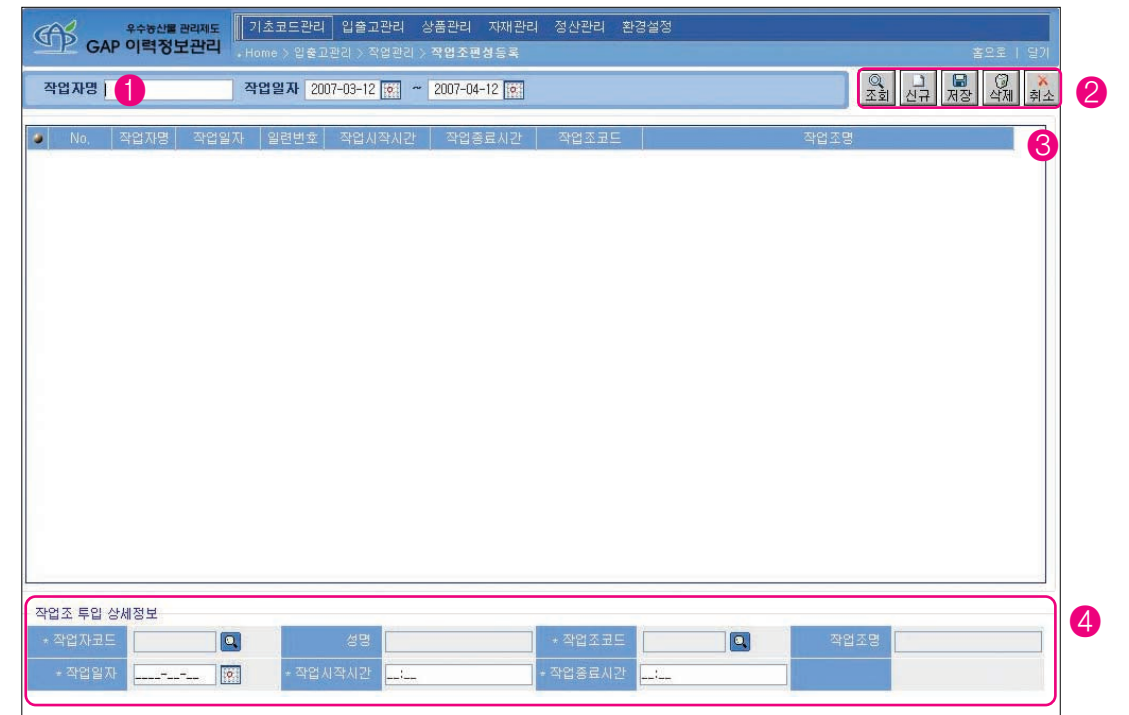 우수농산물 관리제도
GAP 이력정보관리
기초코드관리 입출고관리 상품관리 자재관리 정산관리 환경설정
Home > 입출고관리 > 작업관리 > 작업조편성등록
홈으로 | 닫기
작업자명 1 작업일자 2007-03-12 ~ 2007-04-12
조회 신규 저장 삭제 취소 2
No. 작업자명 작업일자 일련번호 작업시작시간 작업종료시간 작업조코드 작업조명 3
작업조 투입 상세정보
4
* 작업자코드 성명 * 작업조코드 작업조명
* 작업일자 ____-__-__ * 작업시작시간 __:__ * 작업종료시간 __:__